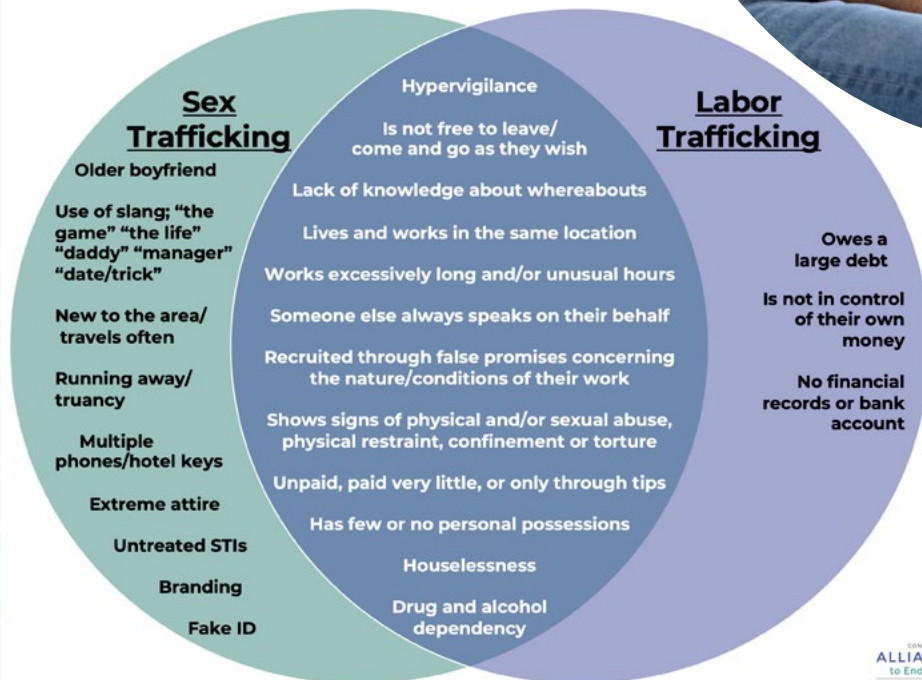 Sex
Trafficking
Older boyfriend
Use of slang; “the
game” “the life”
“daddy” “manager”
“date/trick”
New to the area/
travels often
Running away/
truancy
Multiple
phones/hotel keys
Extreme attire
Untreated STIs
Branding
Fake ID
Hypervigilance
Is not free to leave/
come and go as they wish
Lack of knowledge about whereabouts
Lives and works in the same location
Works excessively long and/or unusual hours
Someone else always speaks on their behalf
Recruited through false promises concerning
the nature/conditions of their work
Shows signs of physical and/or sexual abuse,
physical restraint, confinement or torture
Unpaid, paid very little, or only through tips
Has few or no personal possessions
Houselessness
Drug and alcohol
dependency
Labor
Trafficking
Owes a
large debt
Is not in control
of their own
money
No financial
records or bank
account
to End